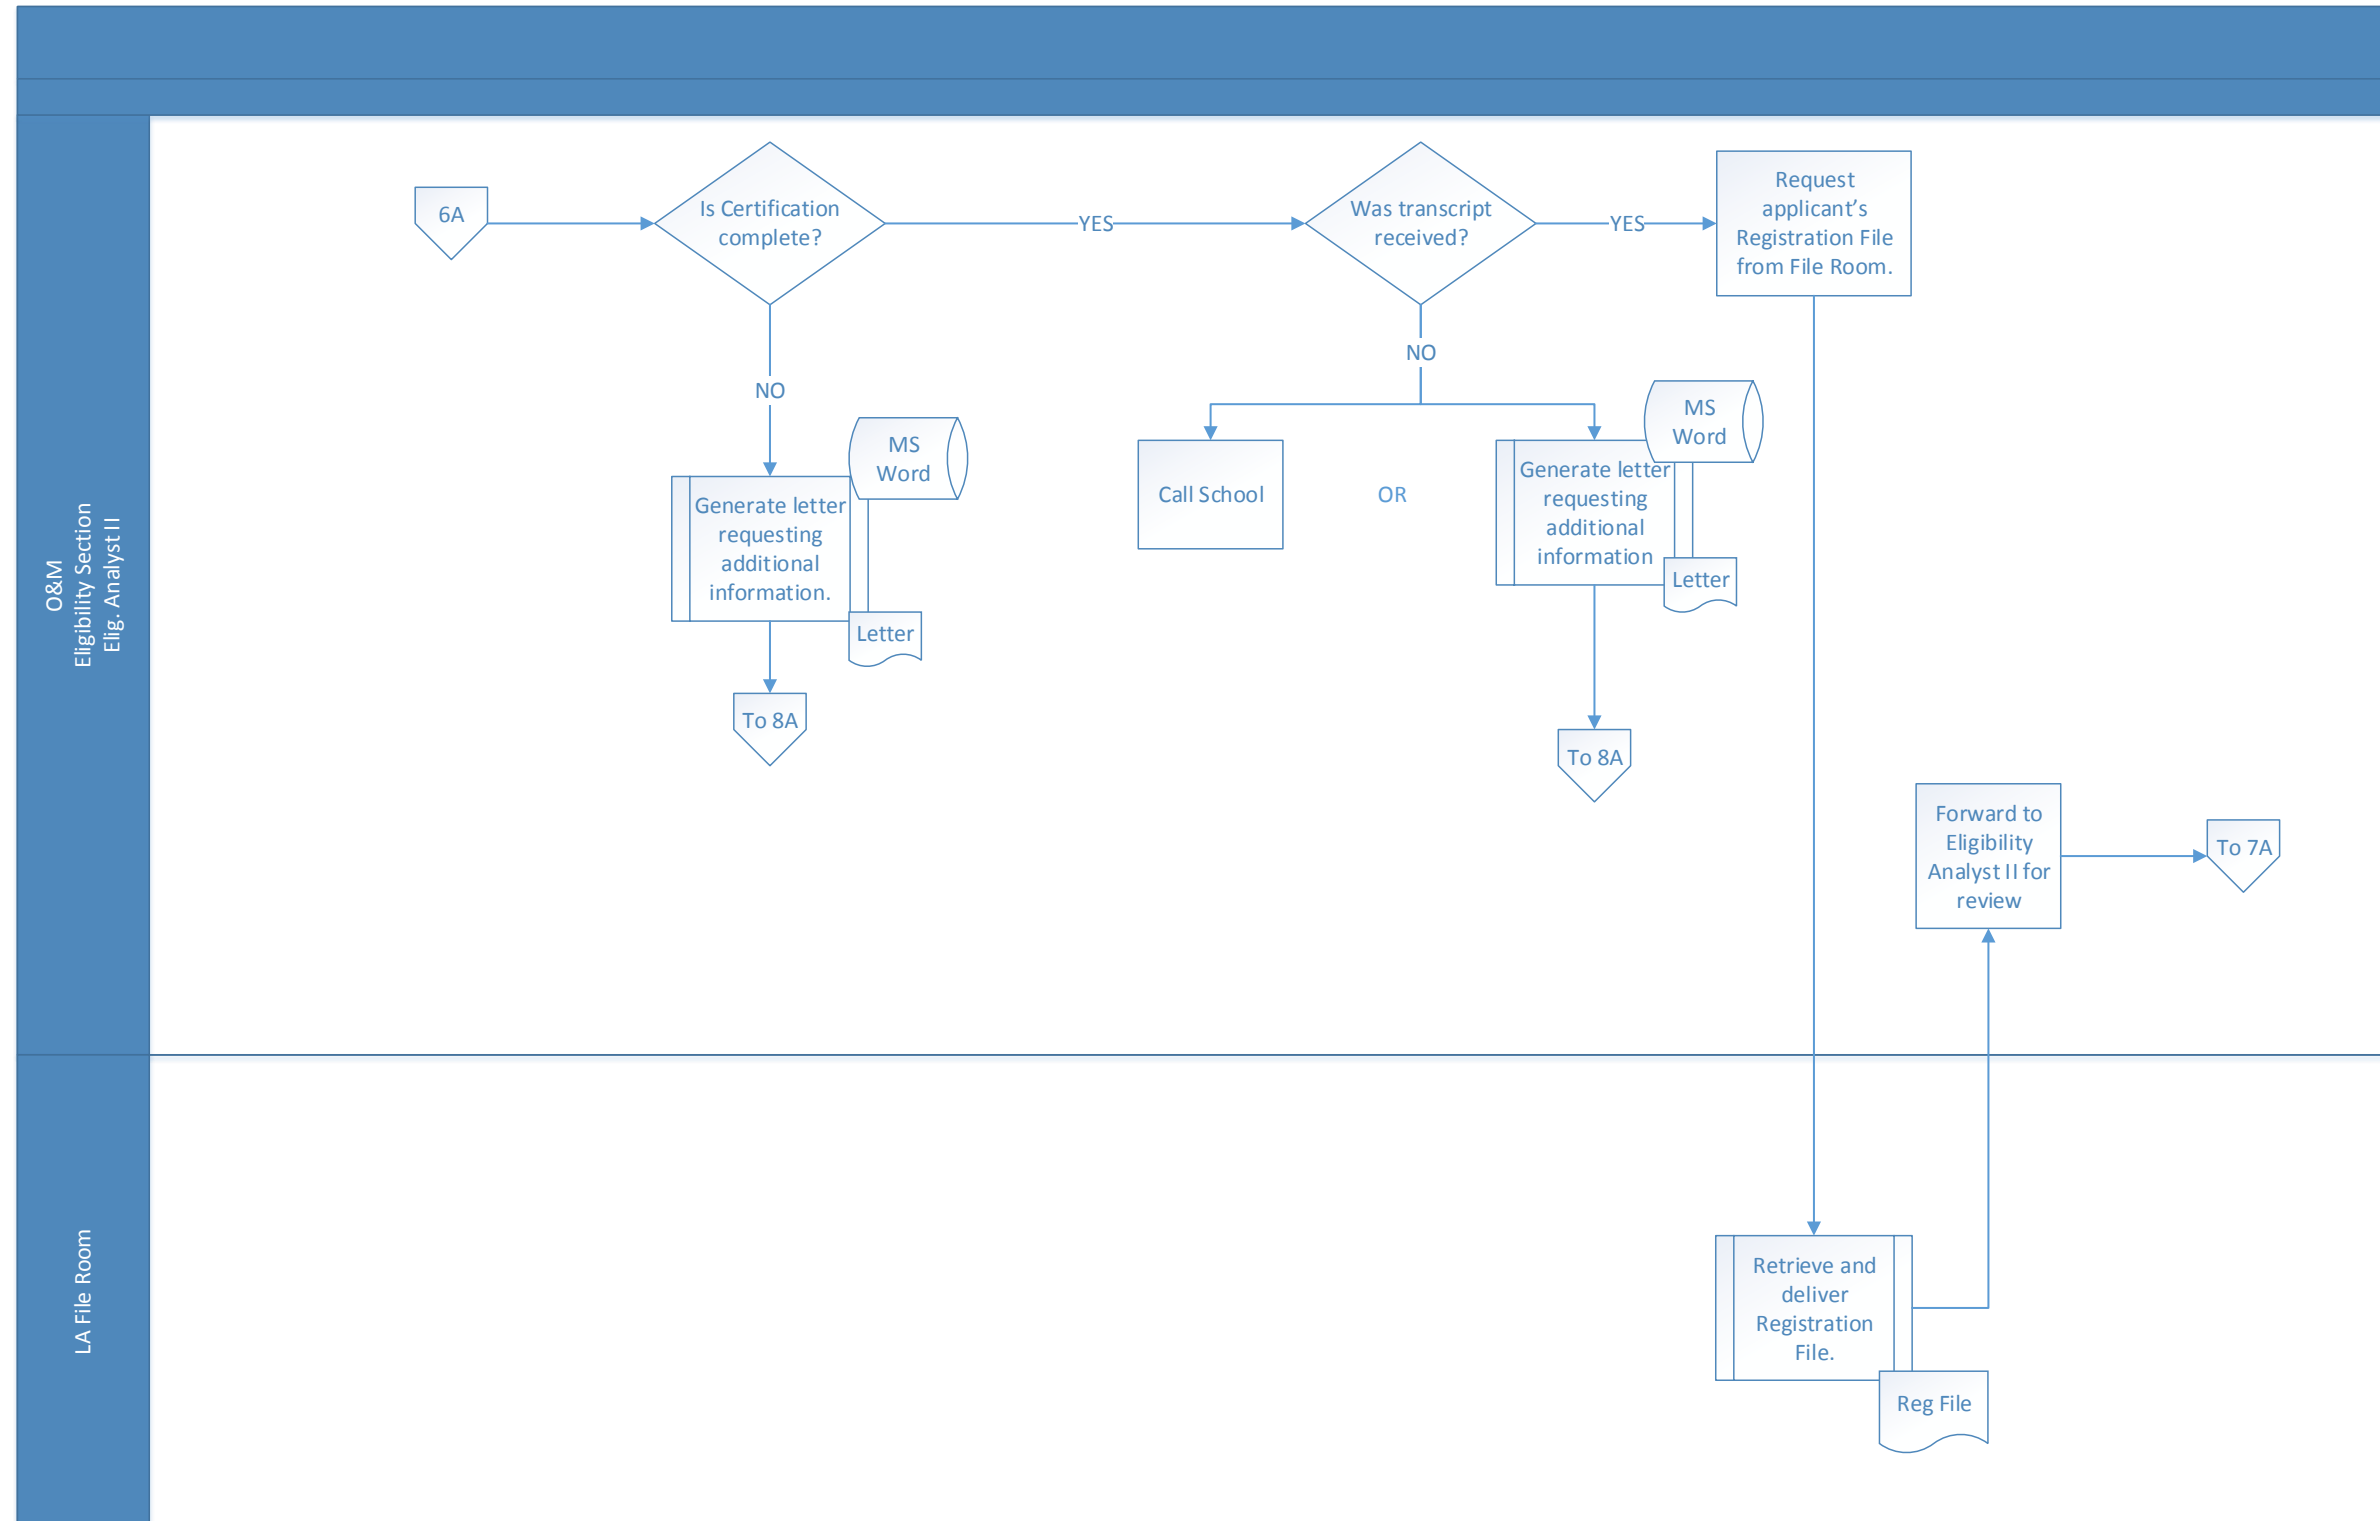 O&M
Eligibility Section
Elig. Analyst II
6A
Is Certification
complete?
YES
Was transcript
received?
YES
Request
applicant’s
Registration File
from File Room.
NO
NO
MS
Word
Generate letter
requesting
additional
information.
Letter
To 8A
Call School
OR
MS
Word
Generate letter
requesting
additional
information
Letter
To 8A
Forward to
Eligibility
Analyst II for
review
To 7A
LA File Room
Retrieve and
deliver
Registration
File.
Reg File